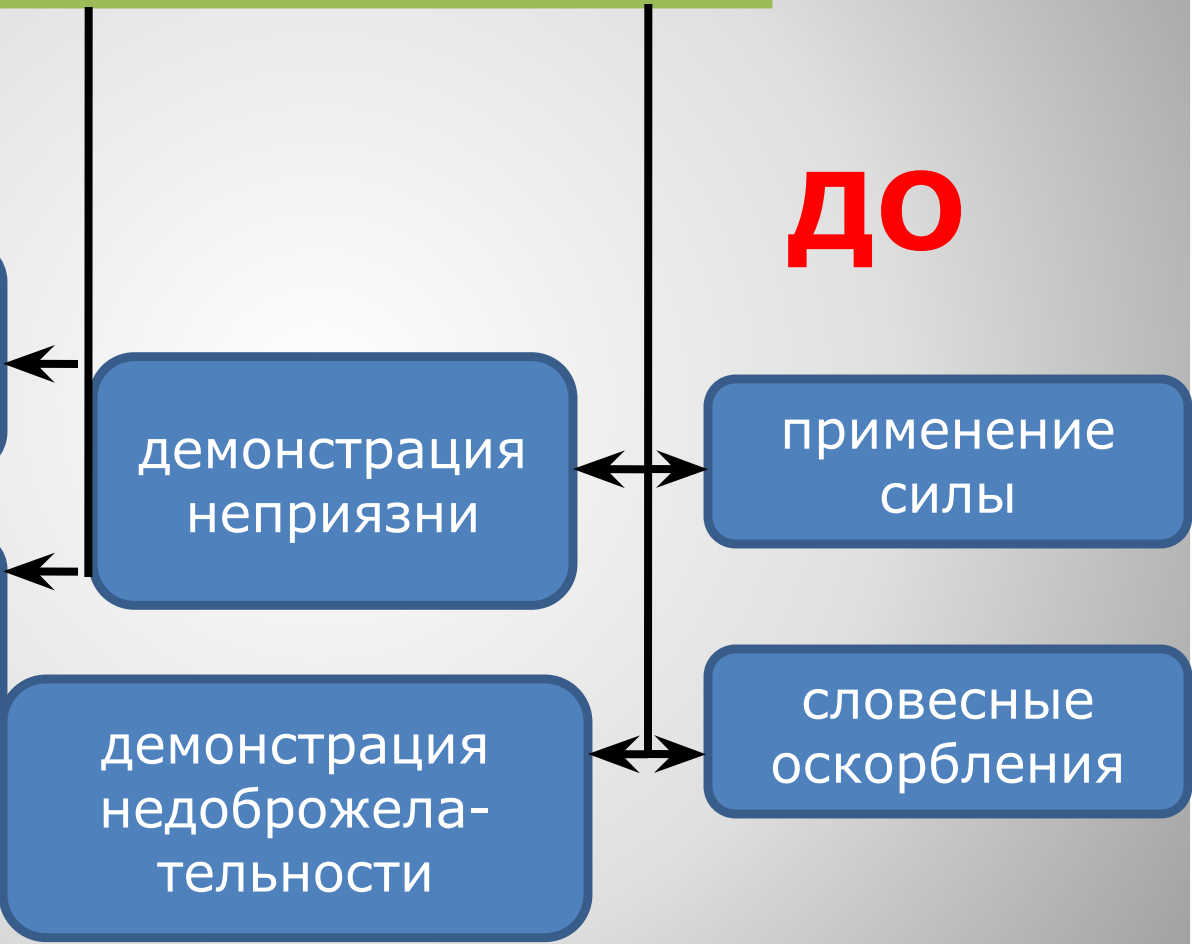 ДО
демонстрация
неприязни
применение
силы
демонстрация
недоброжела-
тельности
словесные
оскорбления